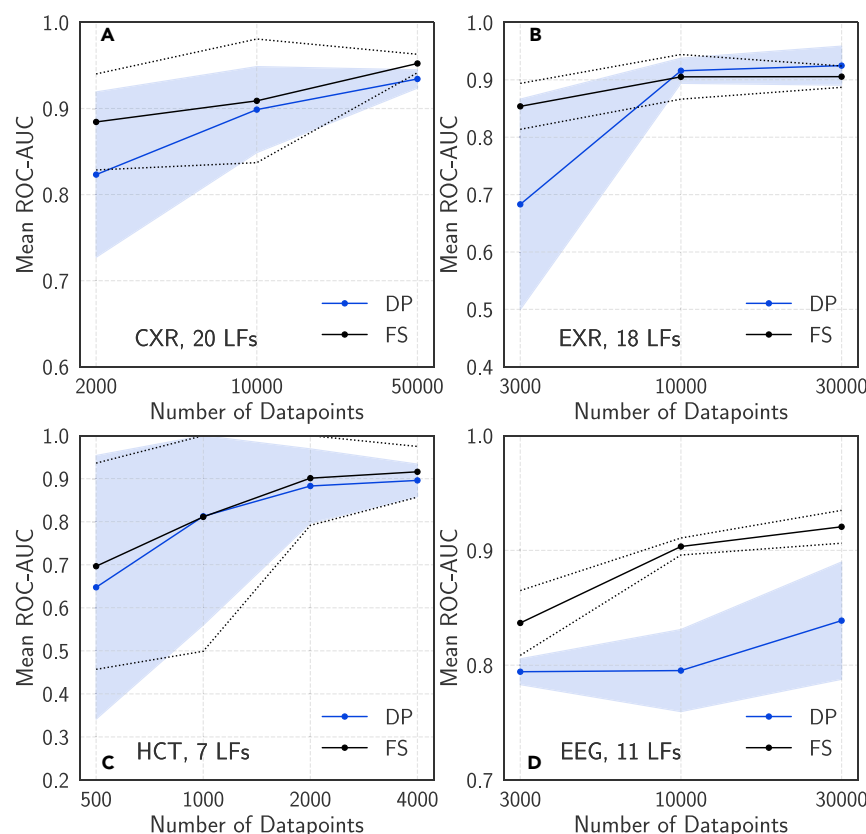 A
Mean ROC-AUC
1.0
0.9
0.8
0.7
0.6
DP
FS
CXR, 20 LFs
2000
10000
50000
Number of Datapoints
B
Mean ROC-AUC
1.0
0.9
0.8
0.7
0.6
0.5
0.4
DP
FS
EXR, 18 LFs
3000
10000
30000
Number of Datapoints
C
Mean ROC-AUC
1.0
0.9
0.8
0.7
0.6
0.5
0.4
0.3
0.2
DP
FS
HCT, 7 LFs
500
1000
2000
4000
Number of Datapoints
D
Mean ROC-AUC
1.0
0.9
0.8
0.7
DP
FS
EEG, 11 LFs
3000
10000
30000
Number of Datapoints